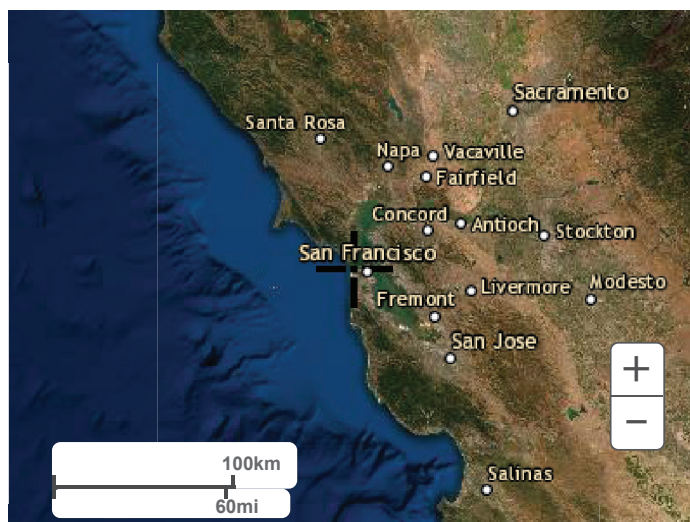 Sacramento
Santa Rosa
Napa
Vacaville
Fairfield
Concord
Antioch
Stockton
San Francisco
Livermore
Modesto
Fremont
San Jose
+
−
100km
60mi
Salinas